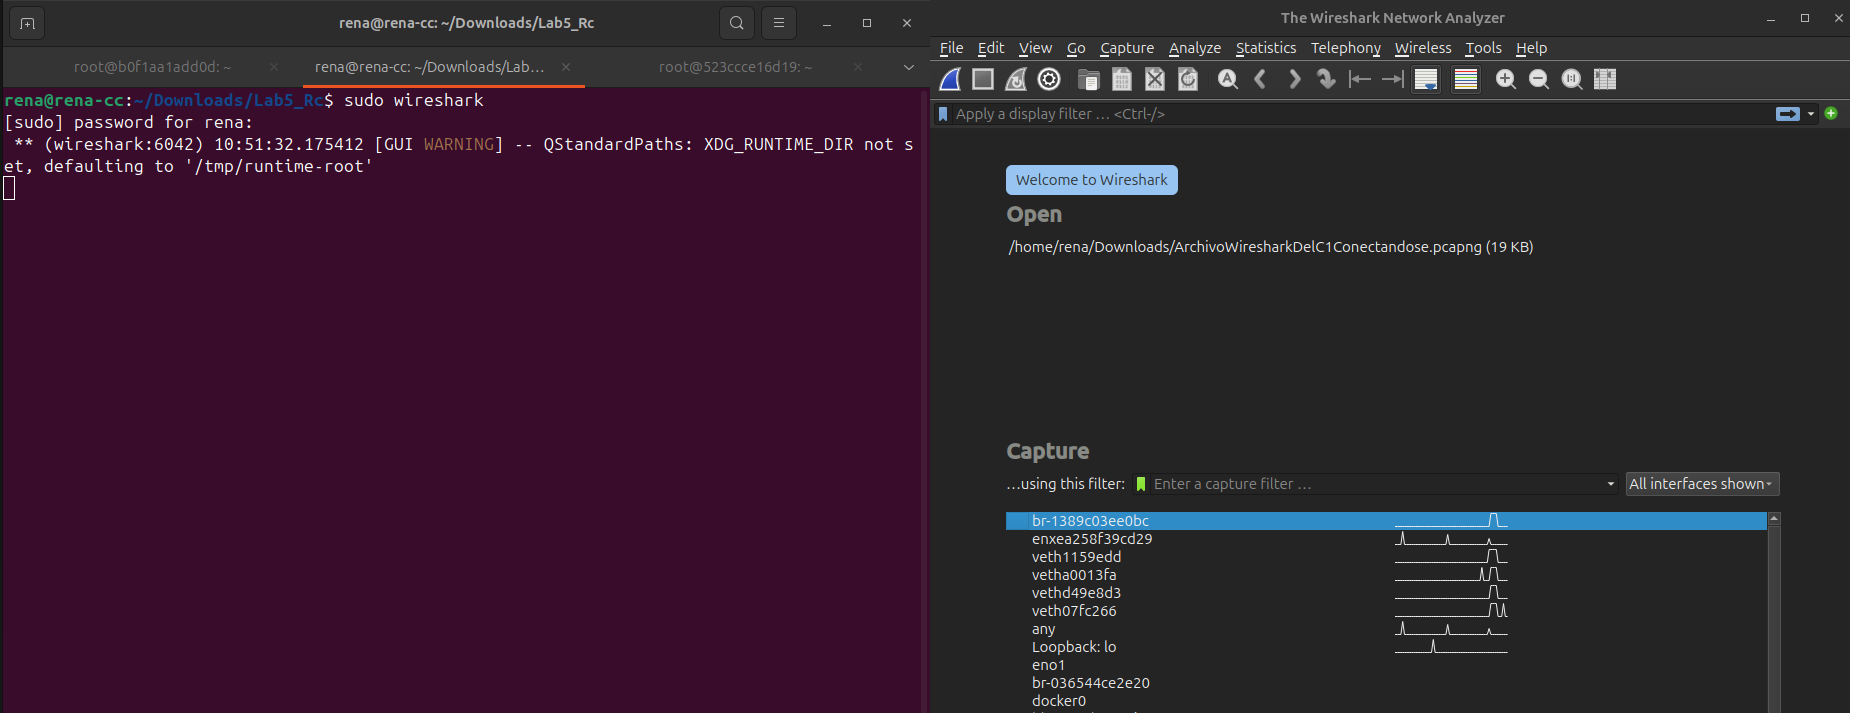 rena@rena-cc: ~/Downloads/Lab5_Rc
root@b0f1aa1add0d: ~
rena@rena-cc: ~/Downloads/Lab...
root@523ccce16d19: ~
rena@rena-cc:~/Downloads/Lab5_Rc$ sudo wireshark
[sudo] password for rena:
** (wireshark:6042) 10:51:32.175412 [GUI WARNING] -- QStandardPaths: XDG_RUNTIME_DIR not s
et, defaulting to '/tmp/runtime-root'
The Wireshark Network Analyzer
File Edit View Go Capture Analyze Statistics Telephony Wireless Tools Help
Apply a display filter … <Ctrl-/>
Welcome to Wireshark
Open
/home/rena/Downloads/ArchivoWiresharkDelC1Conectandose.pcapng (19 KB)
Capture
…using this filter: Enter a capture filter … All interfaces shown
br-1389c03ee0bc
enxea258f39cd29
veth1159edd
vetha0013fa
vethd49e8d3
veth07fc266
any
Loopback: lo
eno1
br-036544ce2e20
docker0